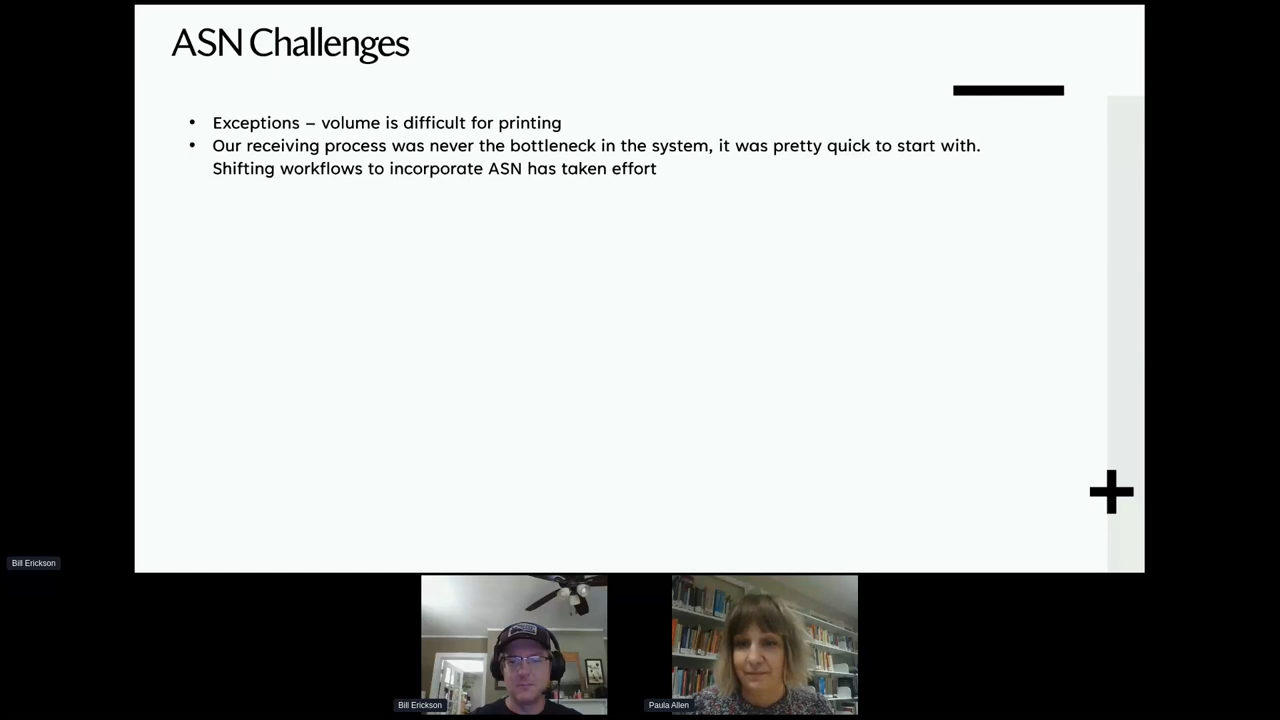 ASN Challenges
• Exceptions – volume is difficult for printing
• Our receiving process was never the bottleneck in the system, it was pretty quick to start with.
Shifting workflows to incorporate ASN has taken effort
Bill Erickson
Bill Erickson
Paula Allen